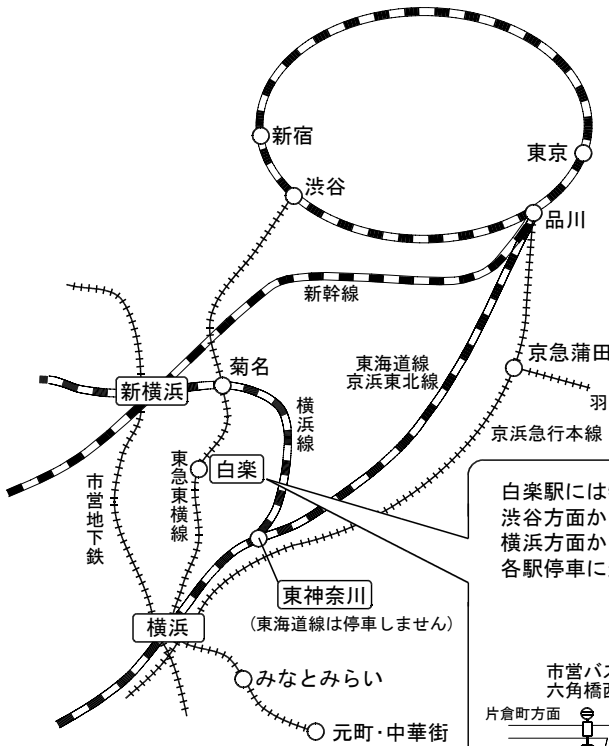 新宿
東京
渋谷
品川
新幹線
東海道線
京浜東北線
京急蒲田
羽
菊名
新横浜
横浜線
京浜急行本線
東急東横線
白楽
市営地下鉄
白楽駅には
渋谷方面か
横浜方面か
各駅停車に
東神奈川
(東海道線は停車しません)
横浜
みなとみらい
元町・中華街
市営バス
六角橋西
片倉町方面